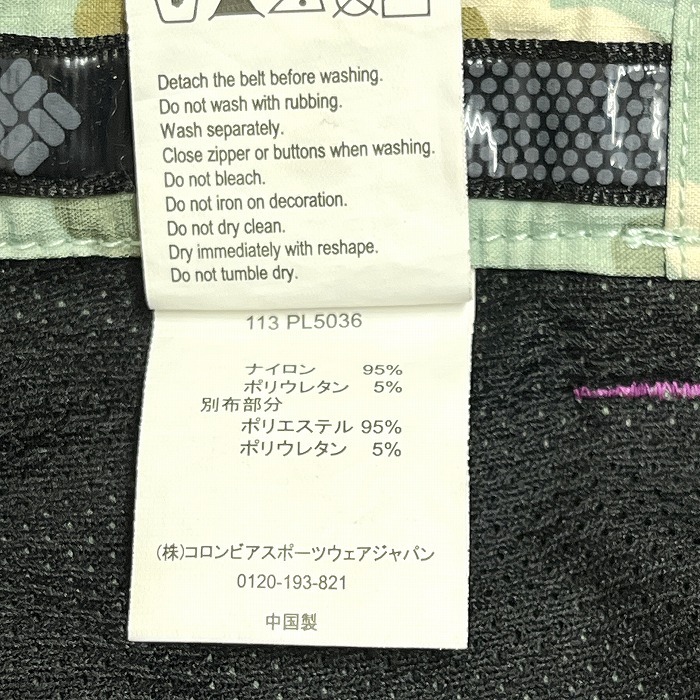 Detach the belt before washing.
Do not wash with rubbing.
Wash separately.
Close zipper or buttons when washing.
Do not bleach.
Do not iron on decoration.
Do not dry clean.
Dry immediately with reshape.
Do not tumble dry.
113 PL5036
ナイロン 95%
ポリウレタン 5%
別布部分
ポリエステル 95%
ポリウレタン 5%
(株)コロンビアスポーツウェアジャパン
0120-193-821
中国製